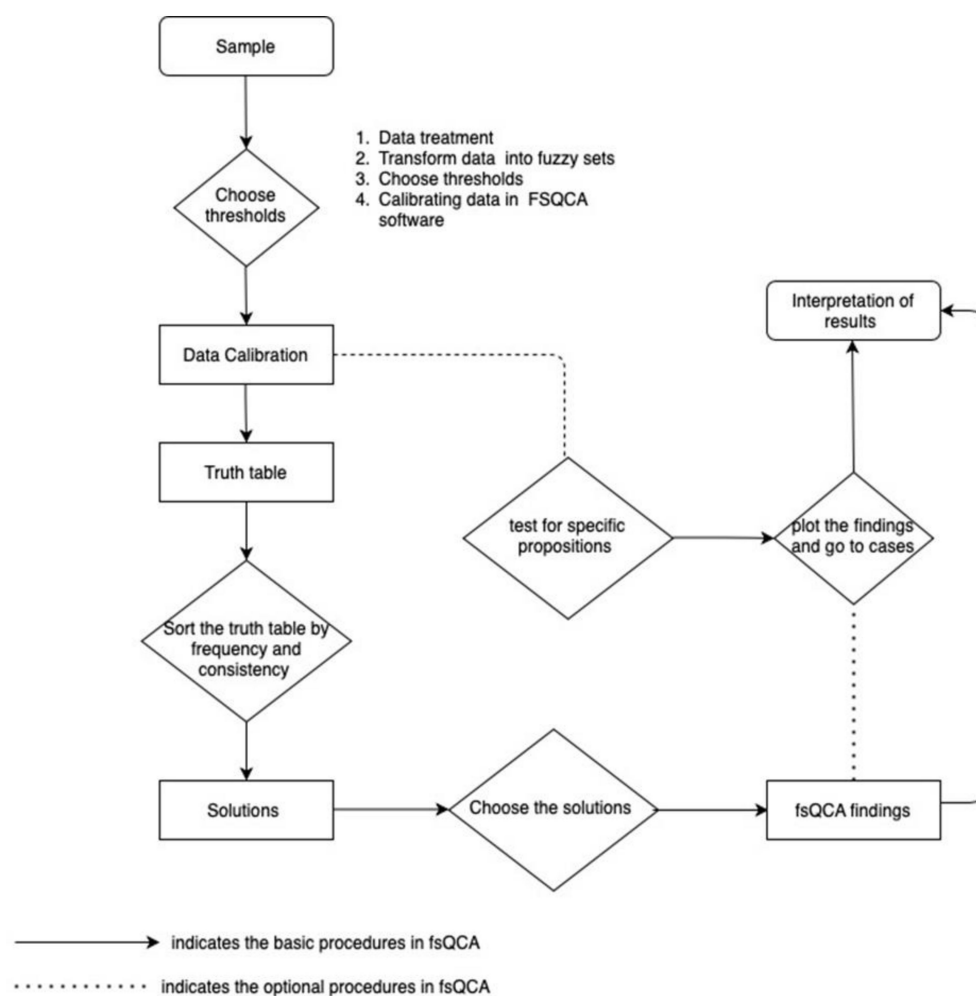 Sample
Choose
thresholds
1. Data treatment
2. Transform data into fuzzy sets
3. Choose thresholds
4. Calibrating data in FSQCA
software
Data Calibration
Truth table
Sort the truth table by
frequency and
consistency
Solutions
Choose the solutions
fsQCA findings
test for specific
propositions
plot the findings
and go to cases
Interpretation of
results
indicates the basic procedures in fsQCA
indicates the optional procedures in fsQCA